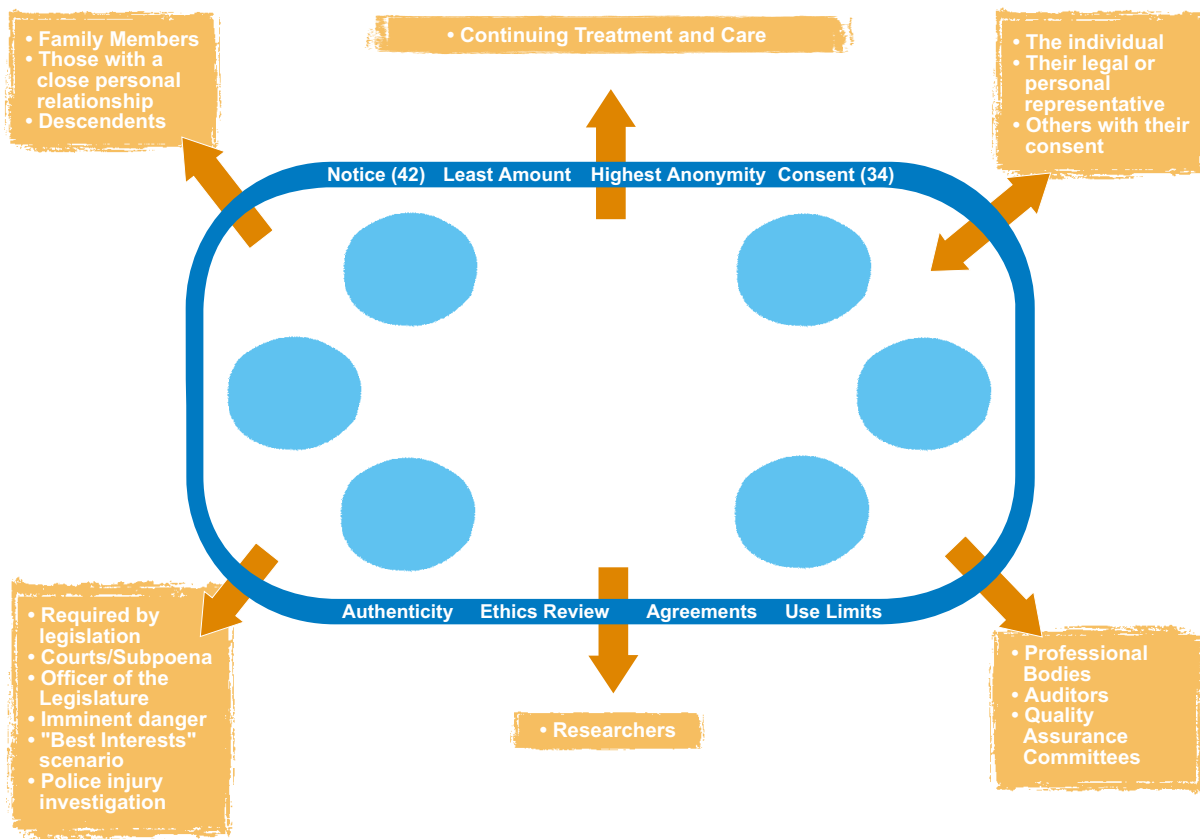 • Family Members
• Those with a
close personal
relationship
• Descendents
• Continuing Treatment and Care
• The individual
• Their legal or
personal
representative
• Others with their
consent
Notice (42) Least Amount Highest Anonymity Consent (34)
Authenticity Ethics Review Agreements Use Limits
• Required by
legislation
• Courts/Subpoena
• Officer of the
Legislature
• Imminent danger
• "Best Interests"
scenario
• Police injury
investigation
• Researchers
• Professional
Bodies
• Auditors
• Quality
Assurance
Committees